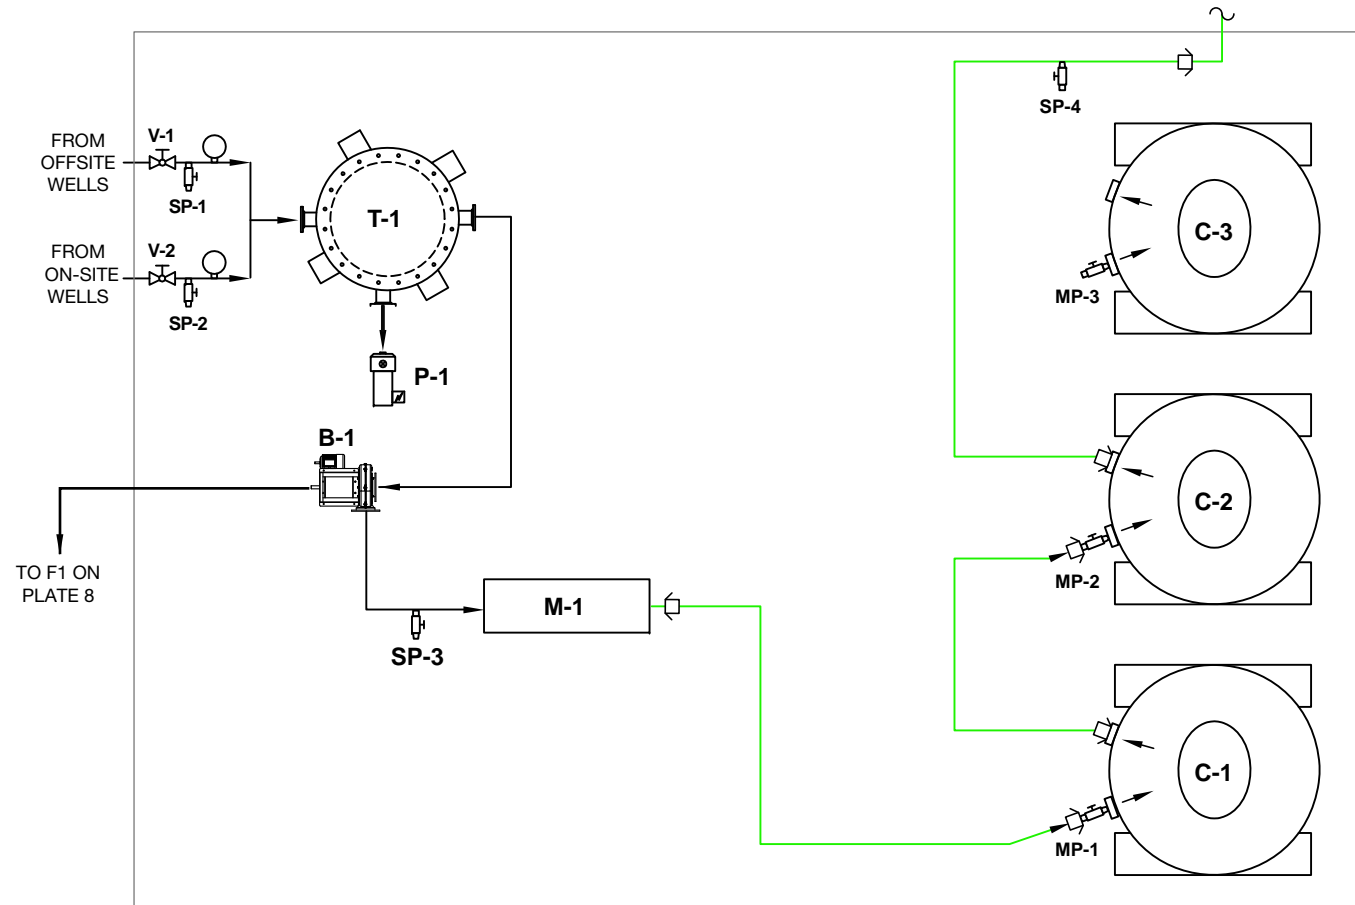 FROM
OFFSITE
WELLS
V-1
SP-1
FROM
ON-SITE
WELLS
V-2
SP-2
T-1
P-1
B-1
TO F1 ON
PLATE 8
SP-3
M-1
SP-4
C-3
MP-3
C-2
MP-2
C-1
MP-1